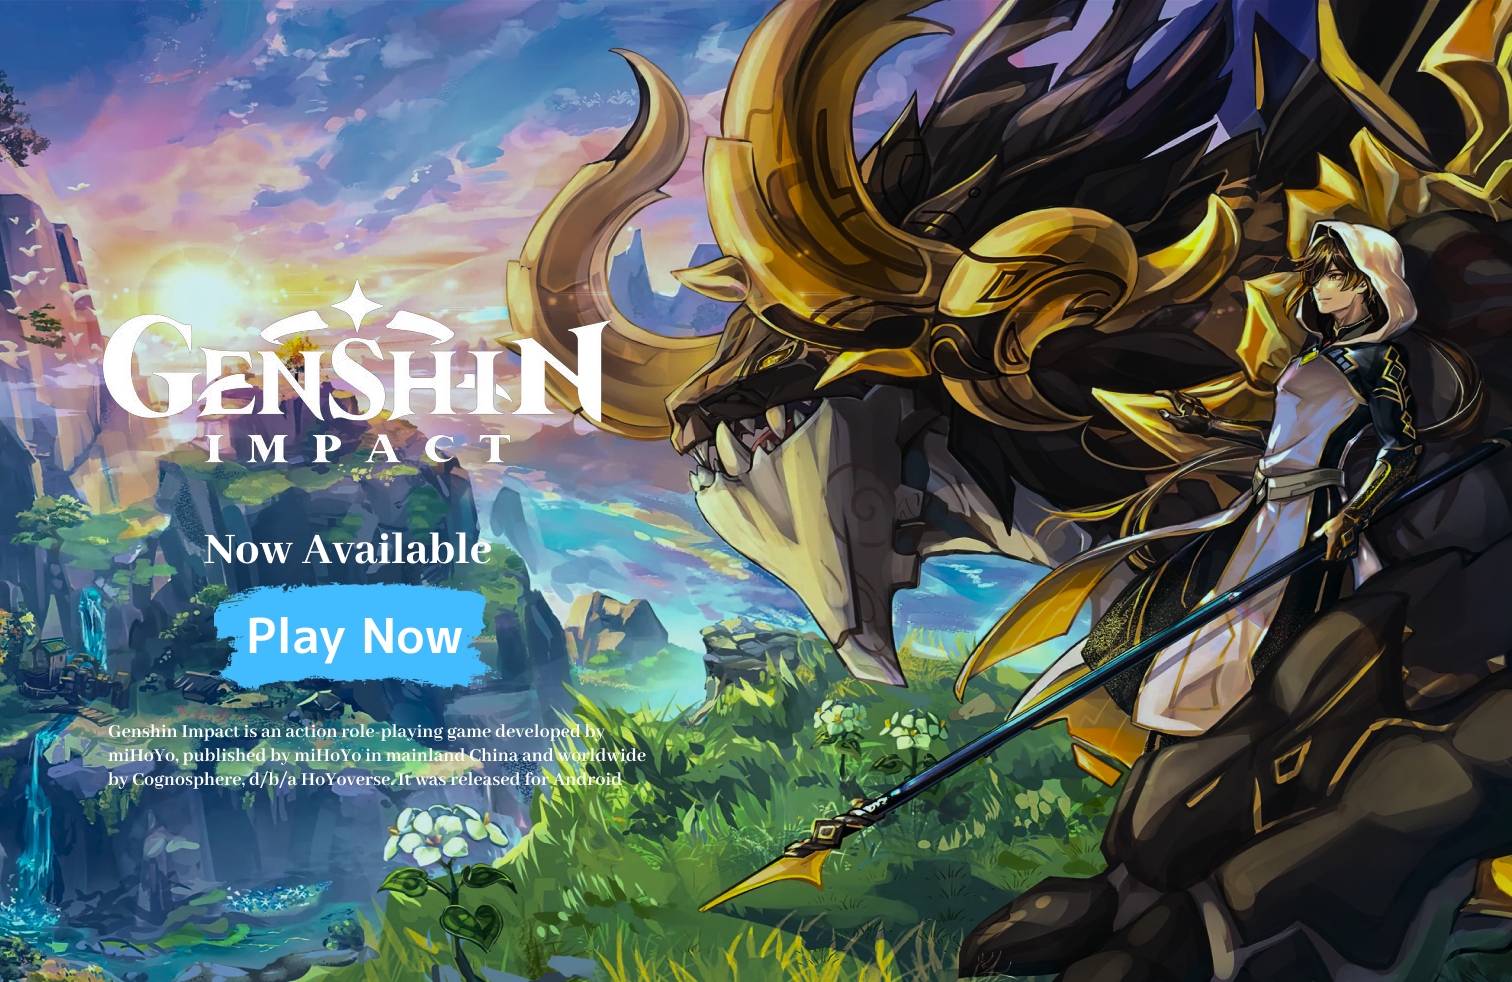 GENSHIN
IMPACT
Now Available
Play Now
Genshin Impact is an action role-playing game developed by
miHoYo, published by miHoYo in mainland China and worldwide
by Cognosphere, d/b/a HoYoverse. It was released for Android